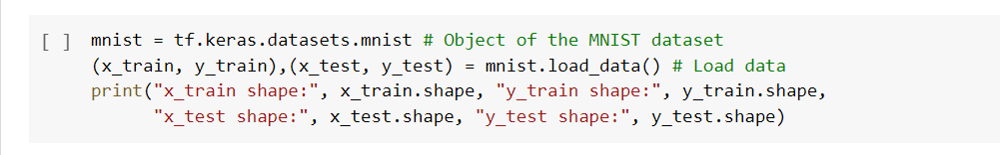 [ ] mnist = tf.keras.datasets.mnist # Object of the MNIST dataset
(x_train, y_train),(x_test, y_test) = mnist.load_data() # Load data
print("x_train shape:", x_train.shape, "y_train shape:", y_train.shape,
      "x_test shape:", x_test.shape, "y_test shape:", y_test.shape)